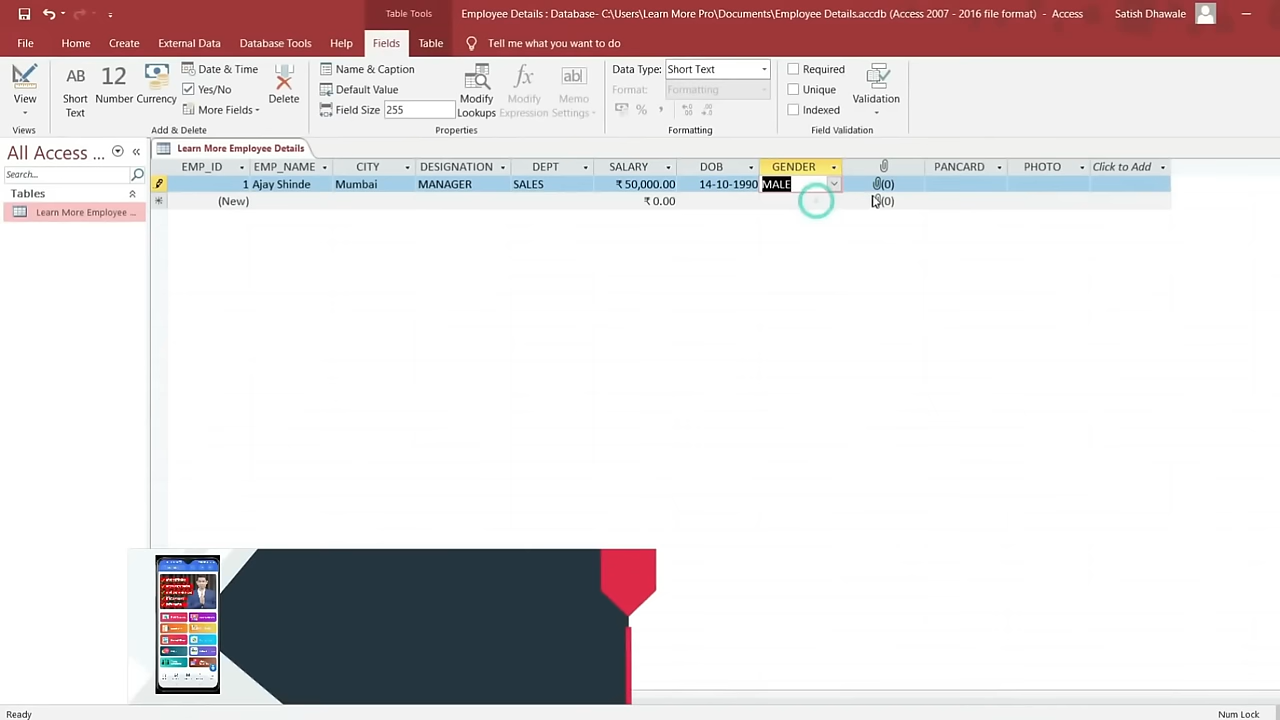 Table Tools
Employee Details : Database- C:\Users\Learn More Pro\Documents\Employee Details.accdb (Access 2007 - 2016 file format) - Access
Satish Dhawale
File Home Create External Data Database Tools Help Fields Table Tell me what you want to do
View
Views
AB Short Text
12 Number
Currency
Date & Time
Yes/No
More Fields
Delete
Add & Delete
Name & Caption
Default Value
Field Size 255
Modify Lookups
fx Modify Expression
ab Memo Settings
Properties
Data Type: Short Text
Format: Formatting
%
Formatting
Required
Unique
Indexed
Validation
Field Validation
All Access ...
Search...
Tables
Learn More Employee ...
Learn More Employee Details
EMP_ID EMP_NAME CITY DESIGNATION DEPT SALARY DOB GENDER PANCARD PHOTO Click to Add
1 Ajay Shinde Mumbai MANAGER SALES ₹ 50,000.00 14-10-1990 MALE (0)
(New) ₹ 0.00 (0)
Ready
Num Lock